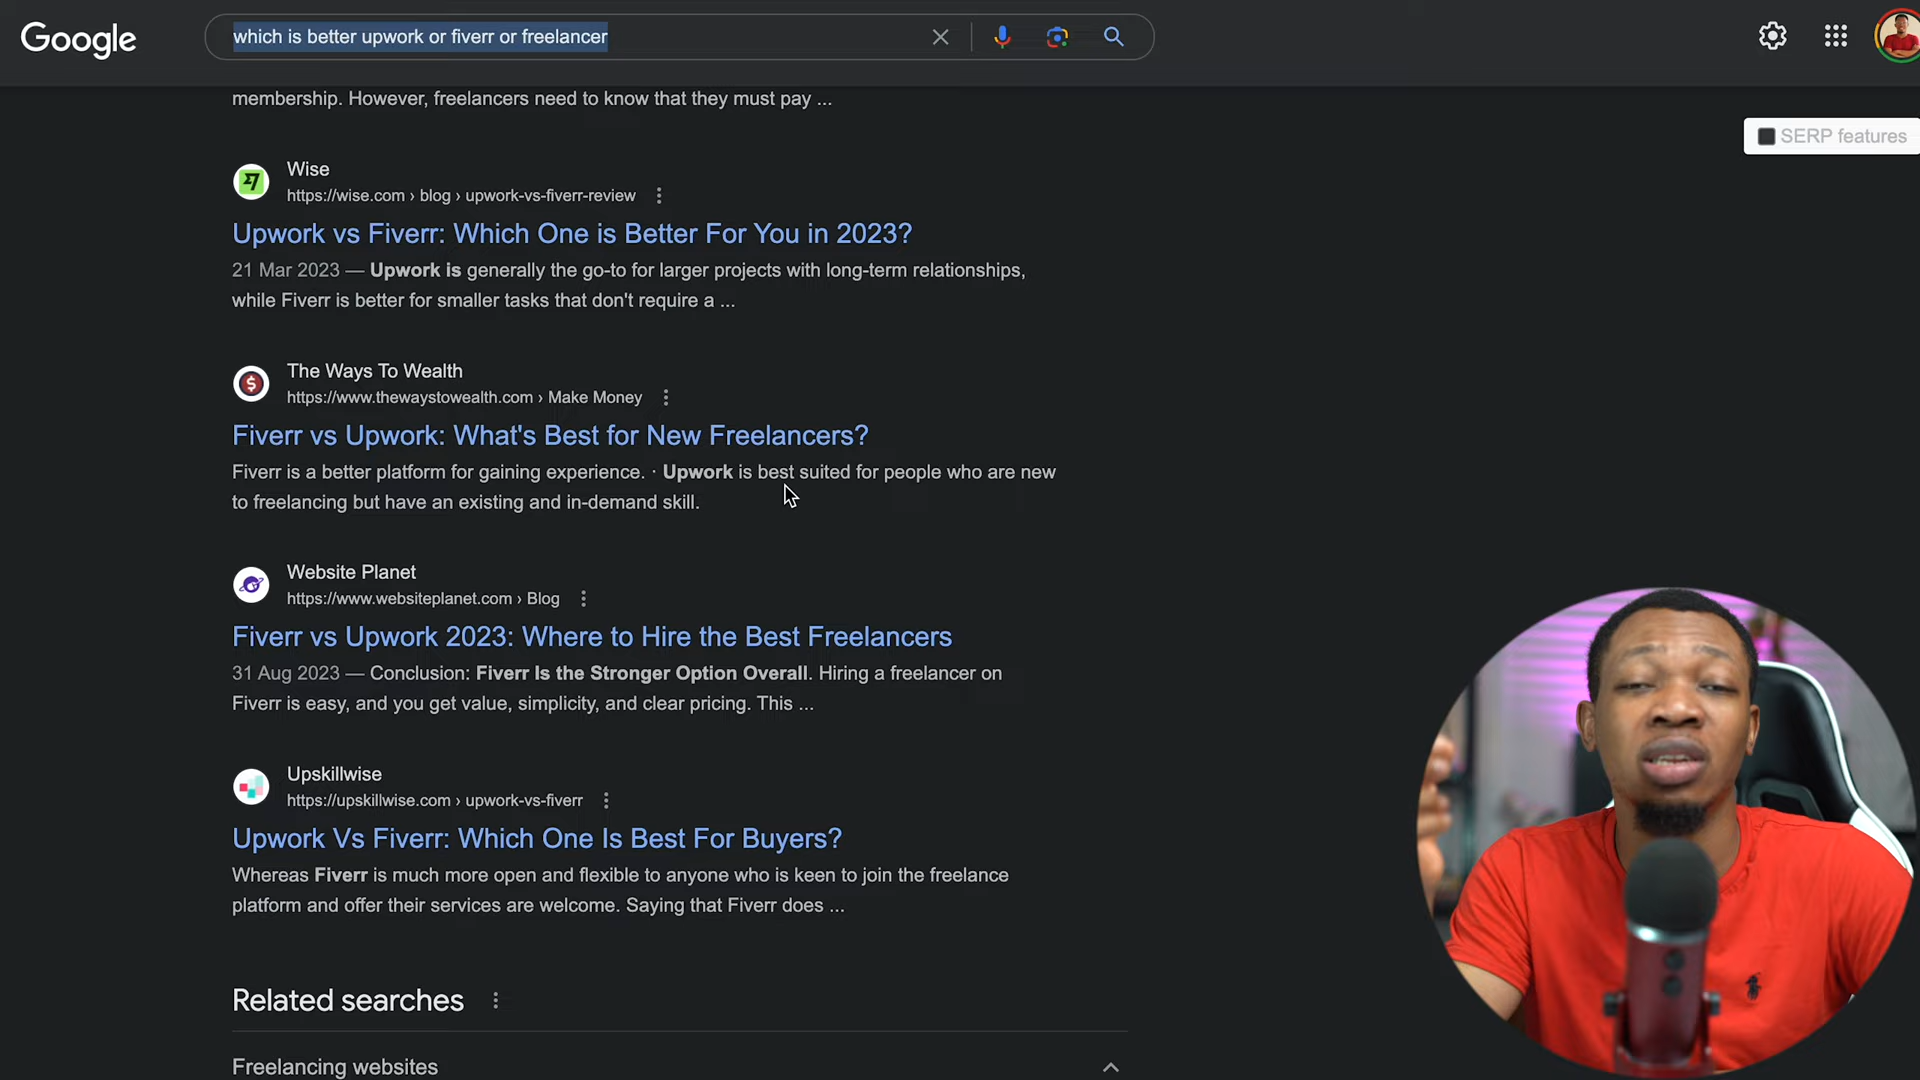 Google
which is better upwork or fiverr or freelancer
membership. However, freelancers need to know that they must pay ...
SERP features
Wise
https://wise.com › blog › upwork-vs-fiverr-review
Upwork vs Fiverr: Which One is Better For You in 2023?
21 Mar 2023 — Upwork is generally the go-to for larger projects with long-term relationships,
while Fiverr is better for smaller tasks that don't require a ...
The Ways To Wealth
https://www.thewaystowealth.com › Make Money
Fiverr vs Upwork: What's Best for New Freelancers?
Fiverr is a better platform for gaining experience. · Upwork is best suited for people who are new
to freelancing but have an existing and in-demand skill.
Website Planet
https://www.websiteplanet.com › Blog
Fiverr vs Upwork 2023: Where to Hire the Best Freelancers
31 Aug 2023 — Conclusion: Fiverr Is the Stronger Option Overall. Hiring a freelancer on
Fiverr is easy, and you get value, simplicity, and clear pricing. This ...
Upskillwise
https://upskillwise.com › upwork-vs-fiverr
Upwork Vs Fiverr: Which One Is Best For Buyers?
Whereas Fiverr is much more open and flexible to anyone who is keen to join the freelance
platform and offer their services are welcome. Saying that Fiverr does ...
Related searches
Freelancing websites